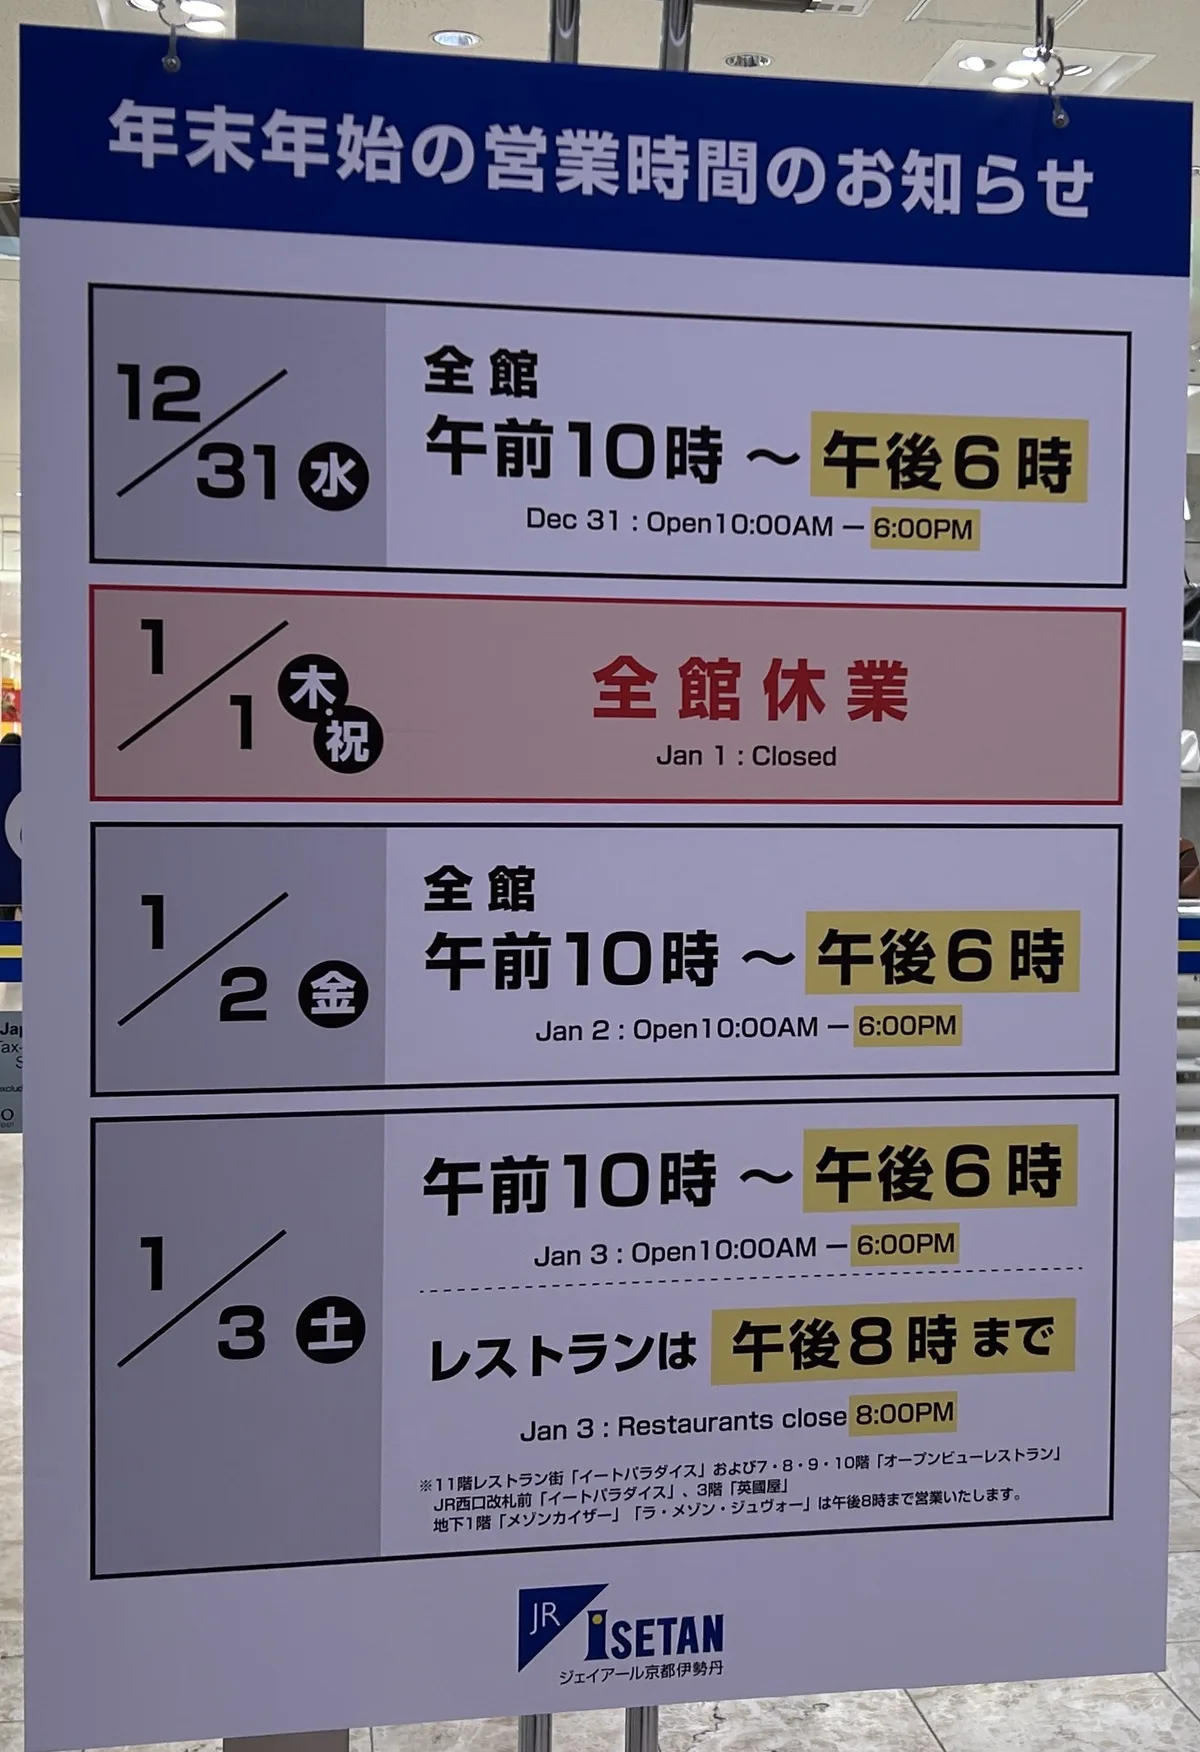 年末年始の営業時間のお知らせ
12/31 水
全館
午前10時 ～ 午後6時
Dec 31 : Open10:00AM — 6:00PM
1/1 木・祝
全館休業
Jan 1 : Closed
1/2 金
全館
午前10時 ～ 午後6時
Jan 2 : Open10:00AM — 6:00PM
1/3 土
午前10時 ～ 午後6時
Jan 3 : Open10:00AM — 6:00PM
レストランは 午後8時まで
Jan 3 : Restaurants close 8:00PM
※11階レストラン街「イートパラダイス」および7・8・9・10階「オープンビューレストラン」
JR西口改札前「イートパラダイス」、3階「英國屋」
地下1階「メゾンカイザー」「ラ・メゾン・ジュヴォー」は午後8時まで営業いたします。
JR ISETAN
ジェイアール京都伊勢丹